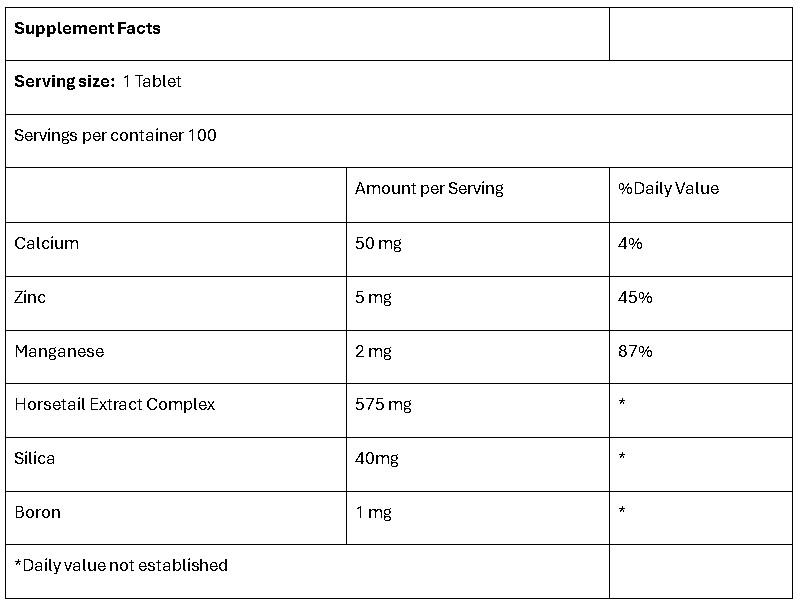 Supplement Facts
Serving size: 1 Tablet
Servings per container 100
Amount per Serving %Daily Value
Calcium 50 mg 4%
Zinc 5 mg 45%
Manganese 2 mg 87%
Horsetail Extract Complex 575 mg *
Silica 40mg *
Boron 1 mg *
*Daily value not established